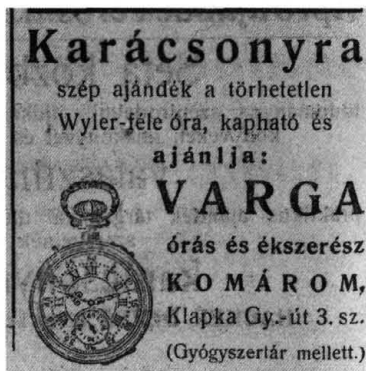 Karácsonyra
szép ajándék a törhetetlen
Wyler-féle óra, kapható és
ajánlja:
VARGA
órás és ékszerész
KOMÁROM,
Klapka Gy.-út 3. sz.
(Gyógyszertár mellett.)